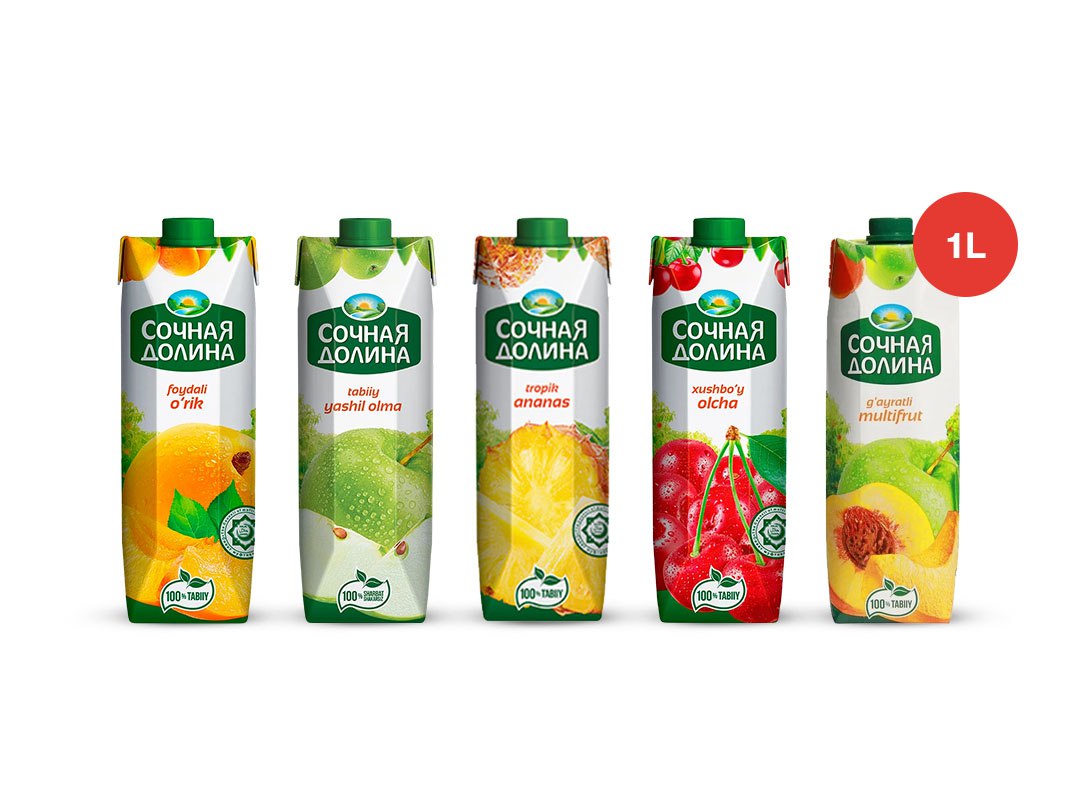 1L
СОЧНАЯ
ДОЛИНА
foydali
o'rik
100% TABIIY
СОЧНАЯ
ДОЛИНА
tabiiy
yashil olma
100% SHARBAT
SHAKARSIZ
СОЧНАЯ
ДОЛИНА
tropik
ananas
100% TABIIY
СОЧНАЯ
ДОЛИНА
xushbo'y
olcha
100% TABIIY
СОЧНАЯ
ДОЛИНА
g'ayratli
multifrut
100% TABIIY